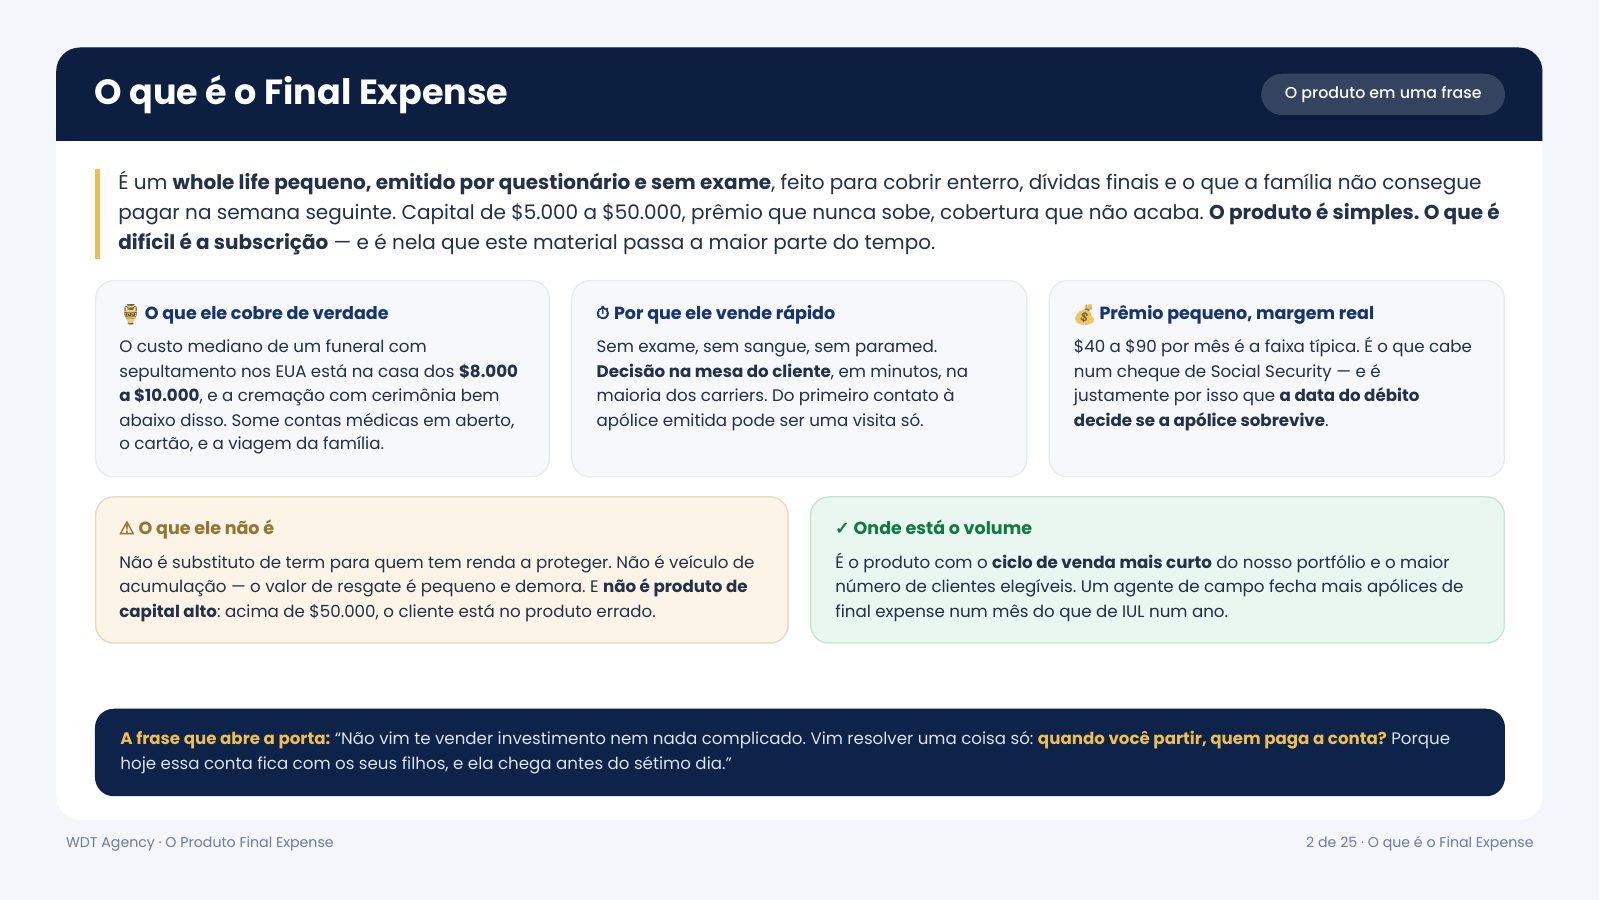 O que é o Final Expense
O produto em uma frase
É um whole life pequeno, emitido por questionário e sem exame, feito para cobrir enterro, dívidas finais e o que a família não consegue
pagar na semana seguinte. Capital de $5.000 a $50.000, prêmio que nunca sobe, cobertura que não acaba. O produto é simples. O que é
difícil é a subscrição — e é nela que este material passa a maior parte do tempo.
⚱️ O que ele cobre de verdade
O custo mediano de um funeral com
sepultamento nos EUA está na casa dos $8.000
a $10.000, e a cremação com cerimônia bem
abaixo disso. Some contas médicas em aberto,
o cartão, e a viagem da família.
⏱ Por que ele vende rápido
Sem exame, sem sangue, sem paramed.
Decisão na mesa do cliente, em minutos, na
maioria dos carriers. Do primeiro contato à
apólice emitida pode ser uma visita só.
💰 Prêmio pequeno, margem real
$40 a $90 por mês é a faixa típica. É o que cabe
num cheque de Social Security — e é
justamente por isso que a data do débito
decide se a apólice sobrevive.
⚠ O que ele não é
Não é substituto de term para quem tem renda a proteger. Não é veículo de
acumulação — o valor de resgate é pequeno e demora. E não é produto de
capital alto: acima de $50.000, o cliente está no produto errado.
✓ Onde está o volume
É o produto com o ciclo de venda mais curto do nosso portfólio e o maior
número de clientes elegíveis. Um agente de campo fecha mais apólices de
final expense num mês do que de IUL num ano.
A frase que abre a porta: “Não vim te vender investimento nem nada complicado. Vim resolver uma coisa só: quando você partir, quem paga a conta? Porque
hoje essa conta fica com os seus filhos, e ela chega antes do sétimo dia.”
WDT Agency · O Produto Final Expense
2 de 25 · O que é o Final Expense